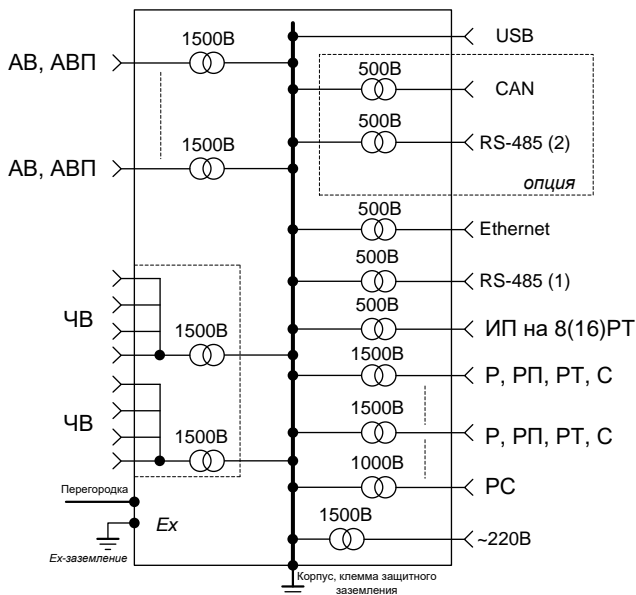 1500В
USB
АВ, АВП
500В
CAN
500В
1500В
RS-485 (2)
АВ, АВП
опция
500В
Ethernet
500В
RS-485 (1)
ЧВ
500В
1500В
ИП на 8(16)РТ
1500В
Р, РП, РТ, С
1500В
ЧВ
1500В
Р, РП, РТ, С
1000В
РС
Перегородка
1500В
Ex
~220В
Ex-заземление
Корпус, клемма защитного
заземления